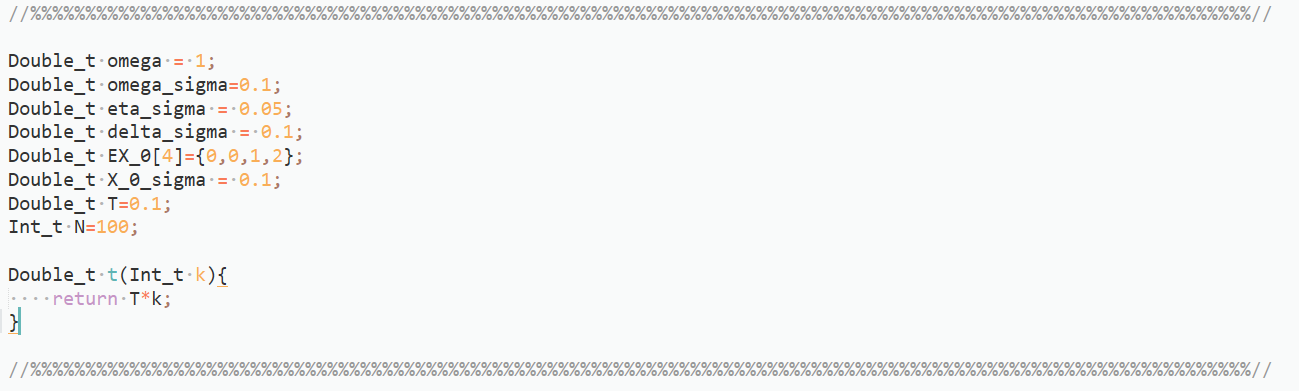 //%%%%%%%%%%%%%%%%%%%%%%%%%%%%%%%%%%%%%%%%%%%%%%%%%%%%%%%%%%%%%%%%%%%%%%%%%%%%%%%%%%%%%%%%%%%%%%%%%%%%%%%%%%%%%%%%%//
Double_t omega = 1;
Double_t omega_sigma=0.1;
Double_t eta_sigma = 0.05;
Double_t delta_sigma = 0.1;
Double_t EX_0[4]={0,0,1,2};
Double_t X_0_sigma = 0.1;
Double_t T=0.1;
Int_t N=100;
Double_t t(Int_t k){
    return T*k;
}
//%%%%%%%%%%%%%%%%%%%%%%%%%%%%%%%%%%%%%%%%%%%%%%%%%%%%%%%%%%%%%%%%%%%%%%%%%%%%%%%%%%%%%%%%%%%%%%%%%%%%%%%%%%%%%%%%%//